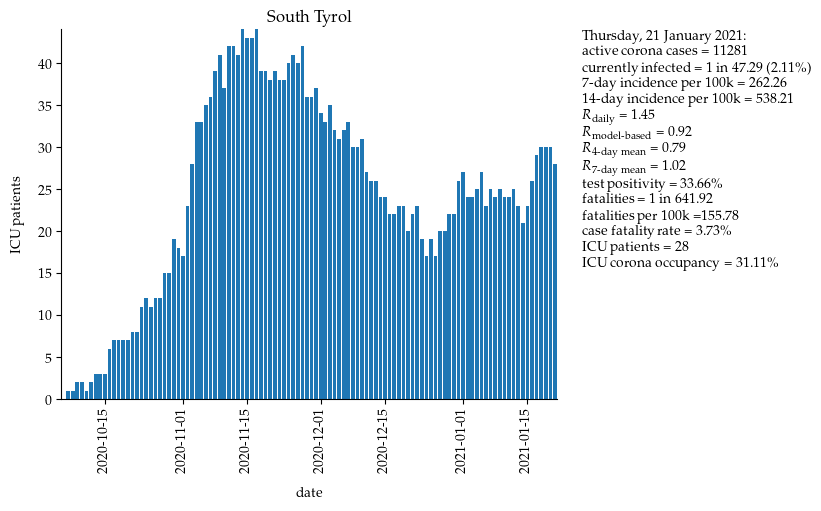 South Tyrol
ICU patients
40
35
30
25
20
15
10
5
0
2020-10-15
2020-11-01
2020-11-15
2020-12-01
2020-12-15
2021-01-01
2021-01-15
date
Thursday, 21 January 2021:
active corona cases = 11281
currently infected = 1 in 47.29 (2.11%)
7-day incidence per 100k = 262.26
14-day incidence per 100k = 538.21
R daily = 1.45
R model-based = 0.92
R 4-day mean = 0.79
R 7-day mean = 1.02
test positivity = 33.66%
fatalities = 1 in 641.92
fatalities per 100k =155.78
case fatality rate = 3.73%
ICU patients = 28
ICU corona occupancy = 31.11%